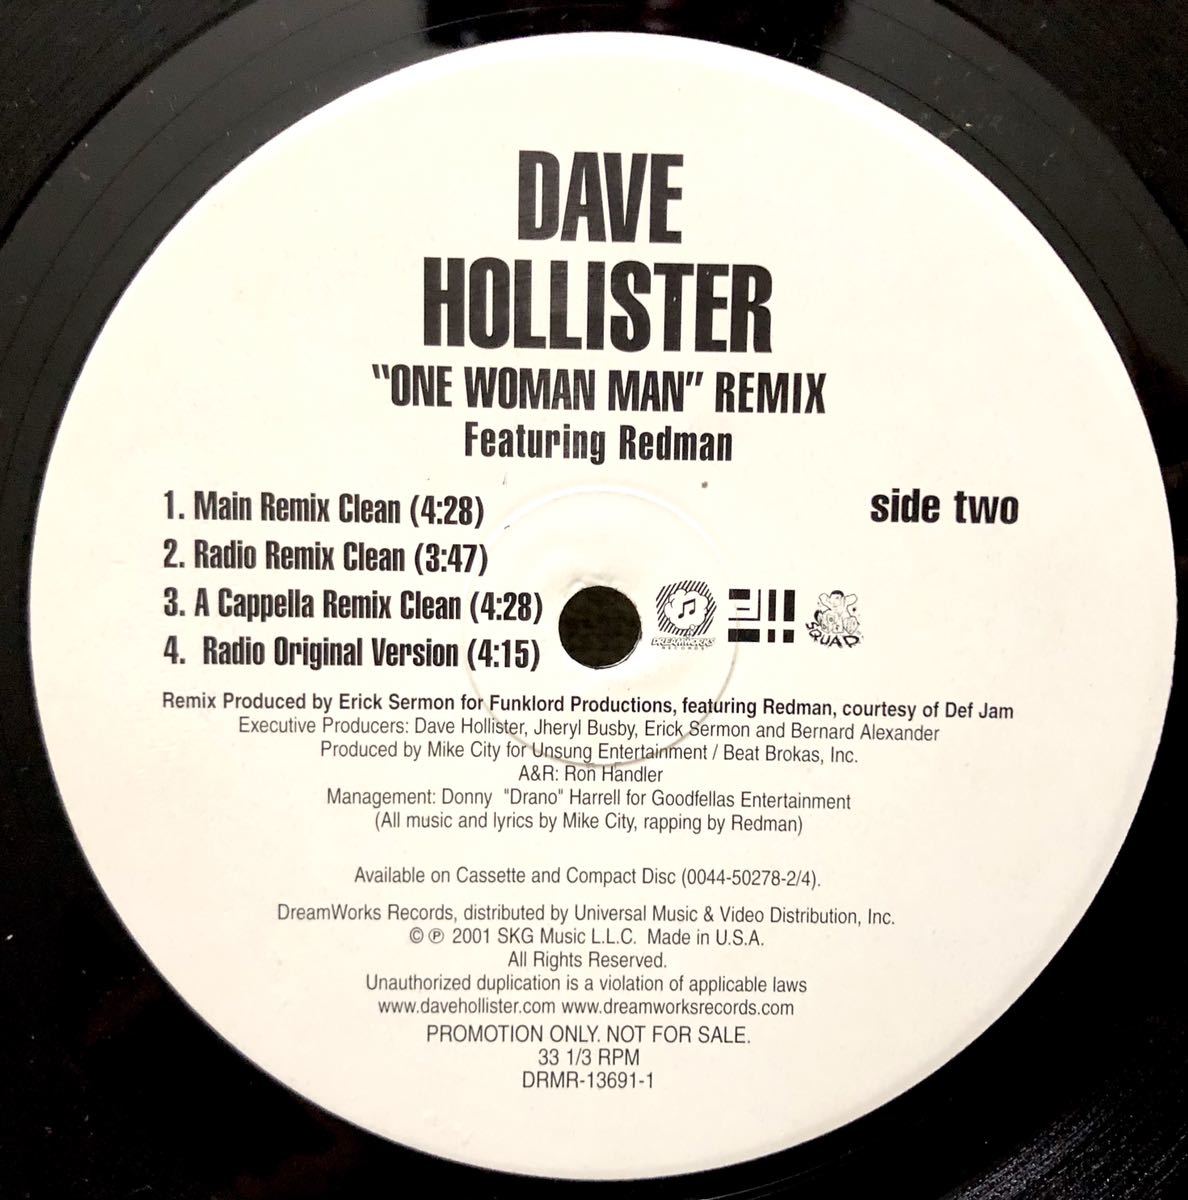 DAVE
HOLLISTER
"ONE WOMAN MAN" REMIX
Featuring Redman
side two
1. Main Remix Clean (4:28)
2. Radio Remix Clean (3:47)
3. A Cappella Remix Clean (4:28)
4. Radio Original Version (4:15)
DREAMWORKS
RECORDS
SQUAD
Remix Produced by Erick Sermon for Funklord Productions, featuring Redman, courtesy of Def Jam
Executive Producers: Dave Hollister, Jheryl Busby, Erick Sermon and Bernard Alexander
Produced by Mike City for Unsung Entertainment / Beat Brokas, Inc.
A&R: Ron Handler
Management: Donny "Drano" Harrell for Goodfellas Entertainment
(All music and lyrics by Mike City, rapping by Redman)
Available on Cassette and Compact Disc (0044-50278-2/4).
DreamWorks Records, distributed by Universal Music & Video Distribution, Inc.
© ℗ 2001 SKG Music L.L.C. Made in U.S.A.
All Rights Reserved.
Unauthorized duplication is a violation of applicable laws
www.davehollister.com www.dreamworksrecords.com
PROMOTION ONLY. NOT FOR SALE.
33 1/3 RPM
DRMR-13691-1